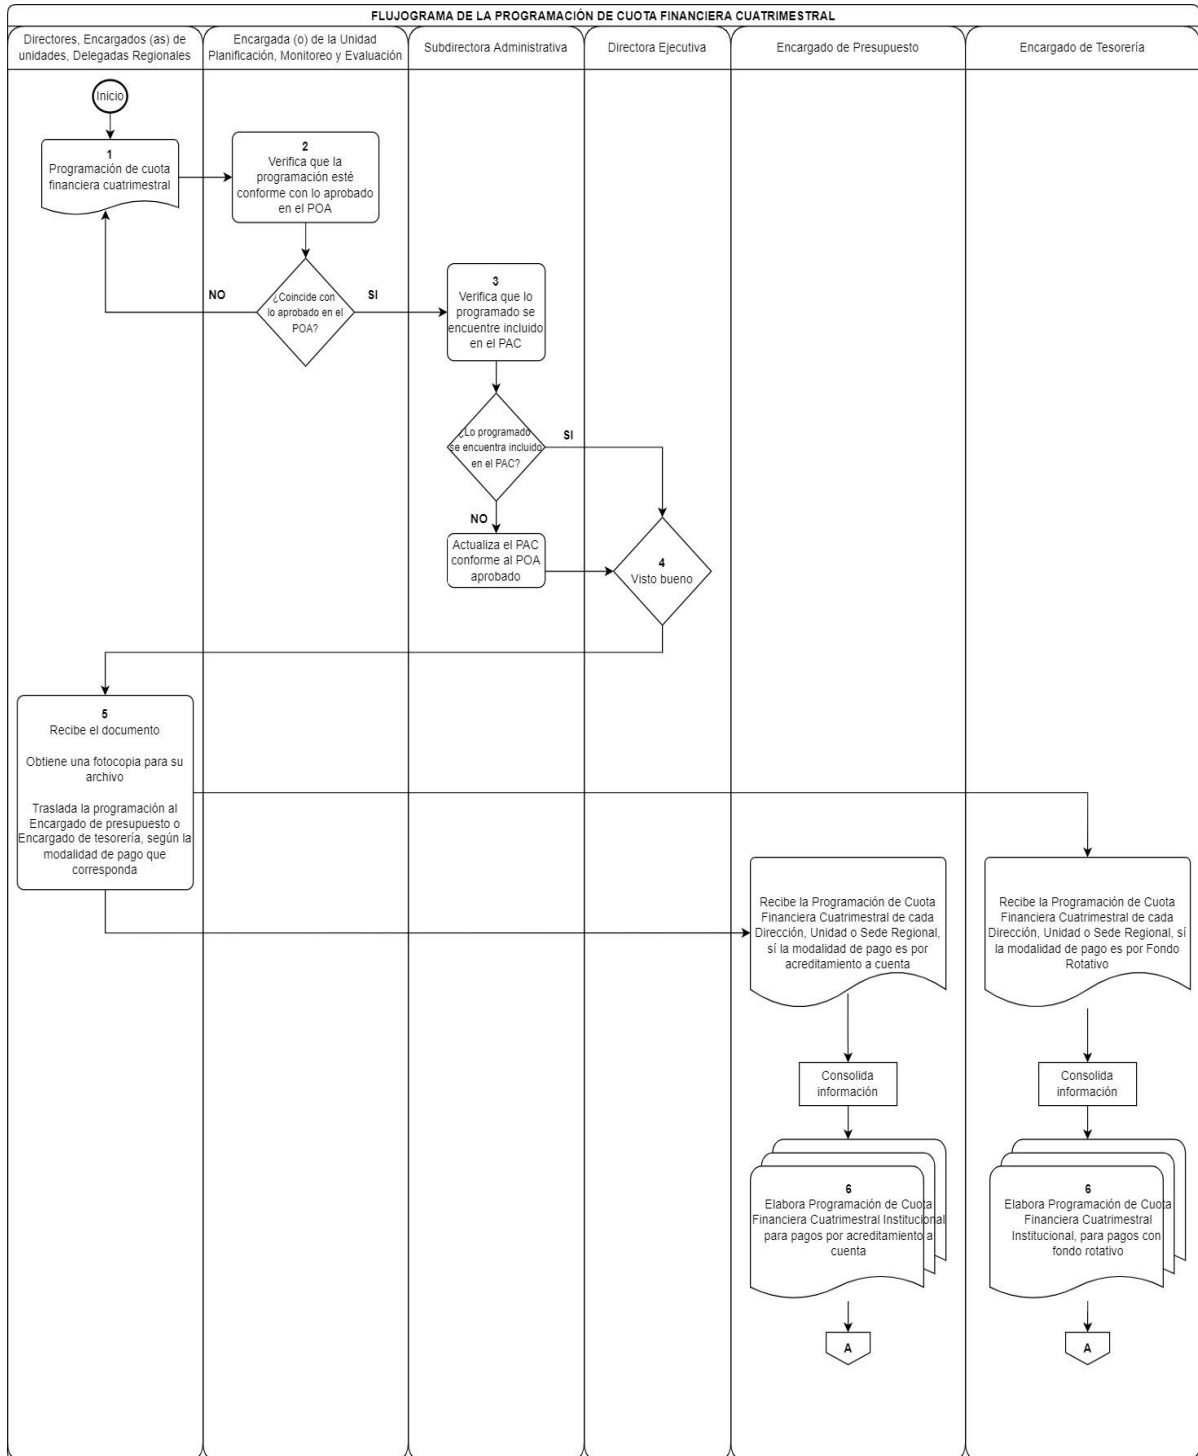 FLUJOGRAMA DE LA PROGRAMACIÓN DE CUOTA FINANCIERA CUATRIMESTRAL
Directores, Encargados (as) de
unidades, Delegadas Regionales
Encargada (o) de la Unidad
Planificación, Monitoreo y Evaluación
Subdirectora Administrativa
Directora Ejecutiva
Encargado de Presupuesto
Encargado de Tesorería
Inicio
1
Programación de cuota
financiera cuatrimestral
2
Verifica que la
programación esté
conforme con lo aprobado
en el POA
¿Coincide con
lo aprobado en el
POA?
NO
SI
3
Verifica que lo
programado se
encuentre incluido
en el PAC
¿Lo programado
se encuentra incluido
en el PAC?
SI
NO
Actualiza el PAC
conforme al POA
aprobado
4
Visto bueno
5
Recibe el documento
Obtiene una fotocopia para su
archivo
Traslada la programación al
Encargado de presupuesto o
Encargado de tesorería, según la
modalidad de pago que
corresponda
Recibe la Programación de Cuota
Financiera Cuatrimestral de cada
Dirección, Unidad o Sede Regional,
sí la modalidad de pago es por
acreditamiento a cuenta
Recibe la Programación de Cuota
Financiera Cuatrimestral de cada
Dirección, Unidad o Sede Regional, sí
la modalidad de pago es por Fondo
Rotativo
Consolida
información
Consolida
información
6
Elabora Programación de Cuota
Financiera Cuatrimestral Institucional
para pagos por acreditamiento a
cuenta
6
Elabora Programación de Cuota
Financiera Cuatrimestral
Institucional, para pagos con
fondo rotativo
A
A